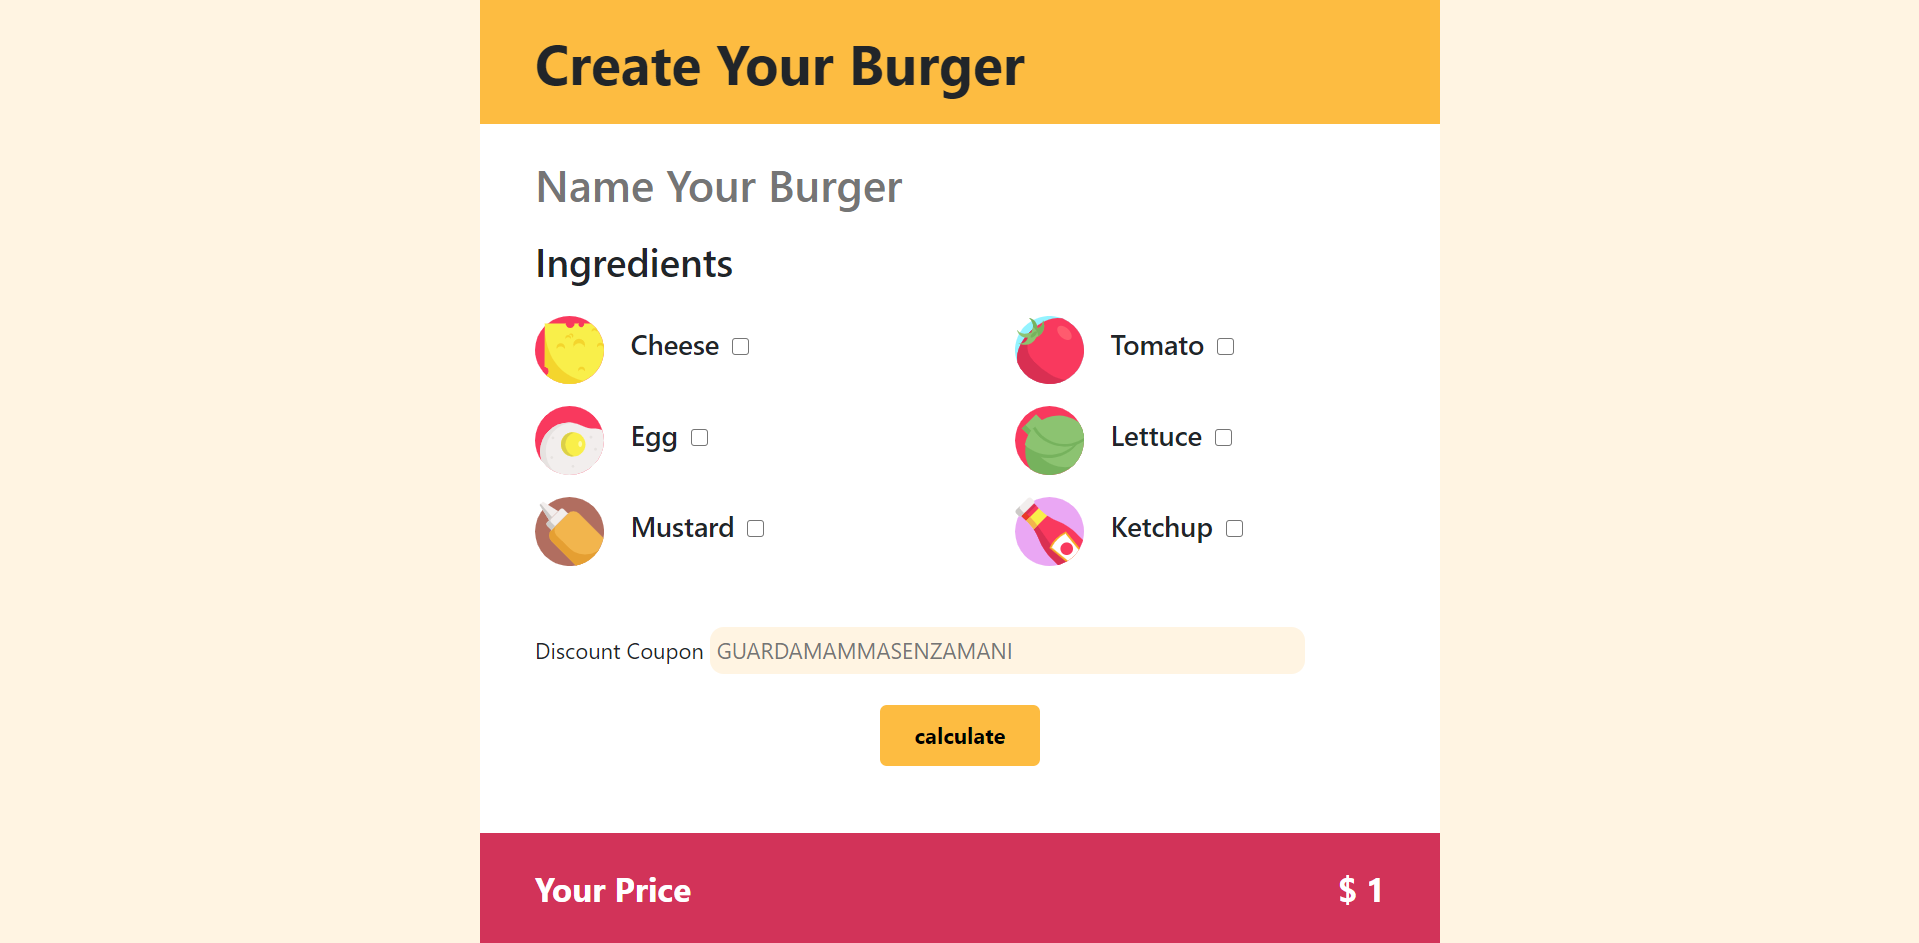 Create Your Burger
Name Your Burger
Ingredients
Cheese
Tomato
Egg
Lettuce
Mustard
Ketchup
Discount Coupon GUARDAMAMMASENZAMANI
calculate
Your Price $ 1